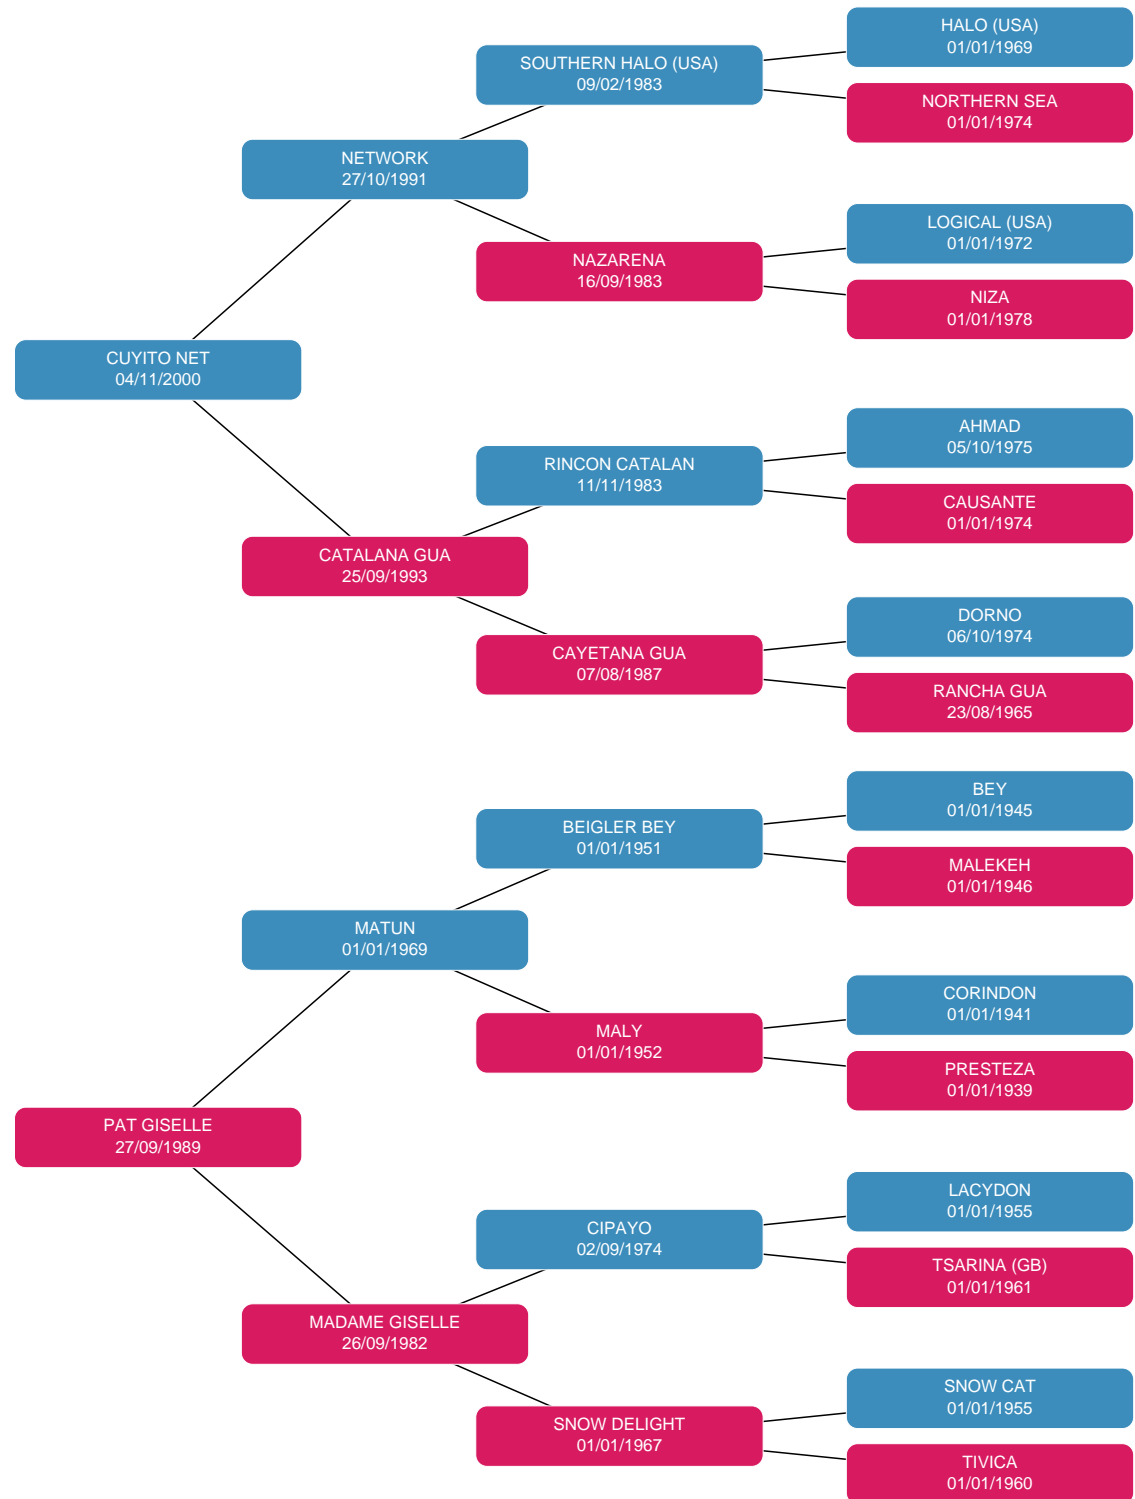 HALO (USA)
01/01/1969
SOUTHERN HALO (USA)
09/02/1983
NORTHERN SEA
01/01/1974
NETWORK
27/10/1991
LOGICAL (USA)
01/01/1972
NAZARENA
16/09/1983
NIZA
01/01/1978
CUYITO NET
04/11/2000
AHMAD
05/10/1975
RINCON CATALAN
11/11/1983
CAUSANTE
01/01/1974
CATALANA GUA
25/09/1993
DORNO
06/10/1974
CAYETANA GUA
07/08/1987
RANCHA GUA
23/08/1965
BEY
01/01/1945
BEIGLER BEY
01/01/1951
MALEKEH
01/01/1946
MATUN
01/01/1969
CORINDON
01/01/1941
MALY
01/01/1952
PRESTEZA
01/01/1939
PAT GISELLE
27/09/1989
LACYDON
01/01/1955
CIPAYO
02/09/1974
TSARINA (GB)
01/01/1961
MADAME GISELLE
26/09/1982
SNOW CAT
01/01/1955
SNOW DELIGHT
01/01/1967
TIVICA
01/01/1960